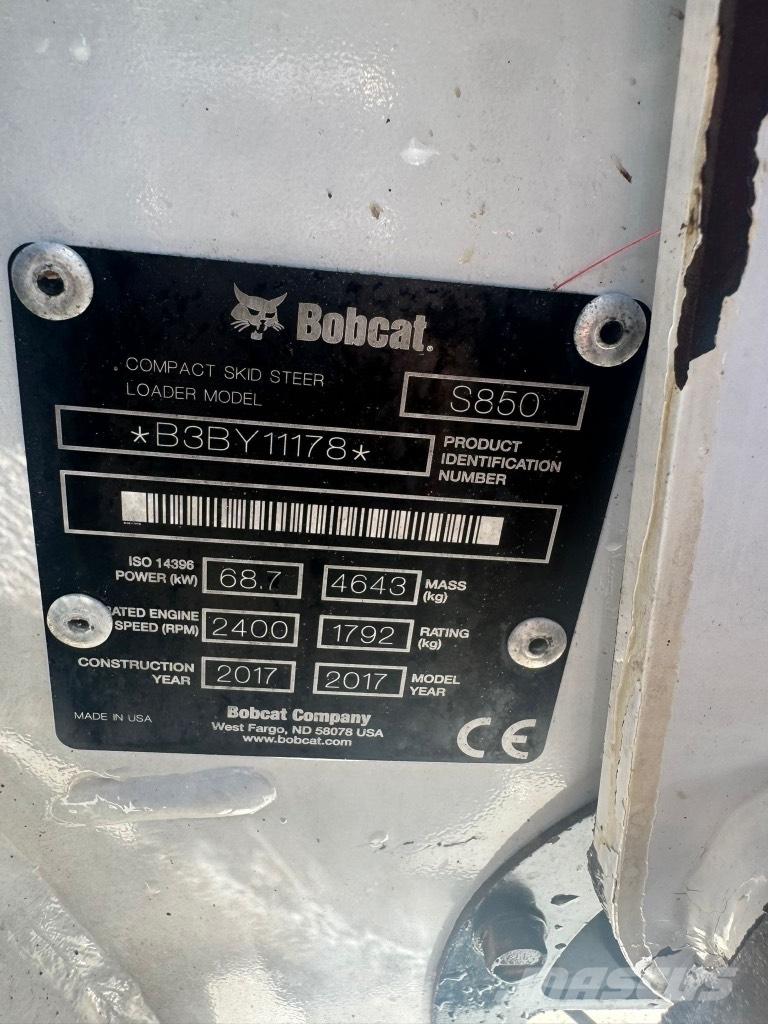 Bobcat.
COMPACT SKID STEER
LOADER MODEL
S850
*B3BY11178*
PRODUCT
IDENTIFICATION
NUMBER
ISO 14396
POWER (kW)
68.7
4643
MASS
(kg)
ATED ENGINE
SPEED (RPM)
2400
1792
RATING
(kg)
CONSTRUCTION
YEAR
2017
2017
MODEL
YEAR
MADE IN USA
Bobcat Company
West Fargo, ND 58078 USA
www.bobcat.com
CE
MASCUS